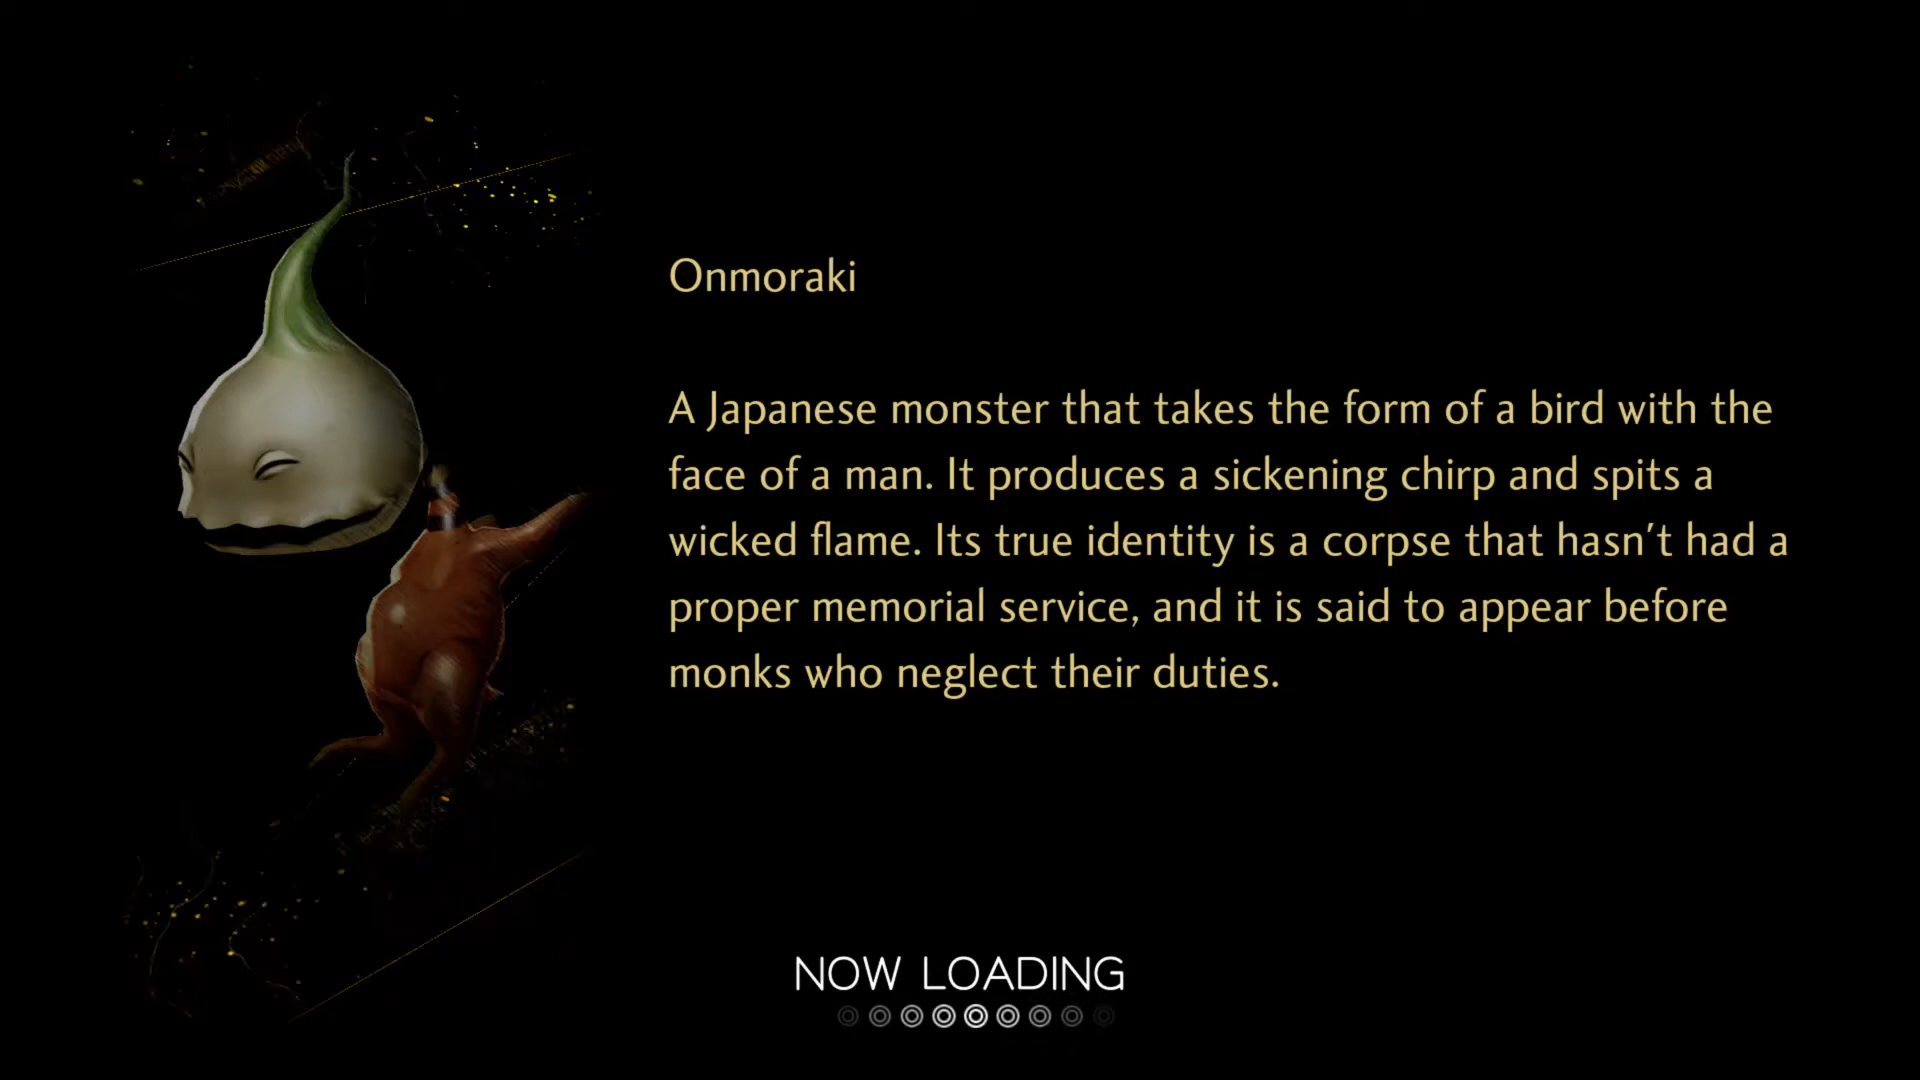 Onmoraki
A Japanese monster that takes the form of a bird with the
face of a man. It produces a sickening chirp and spits a
wicked flame. Its true identity is a corpse that hasn't had a
proper memorial service, and it is said to appear before
monks who neglect their duties.
NOW LOADING